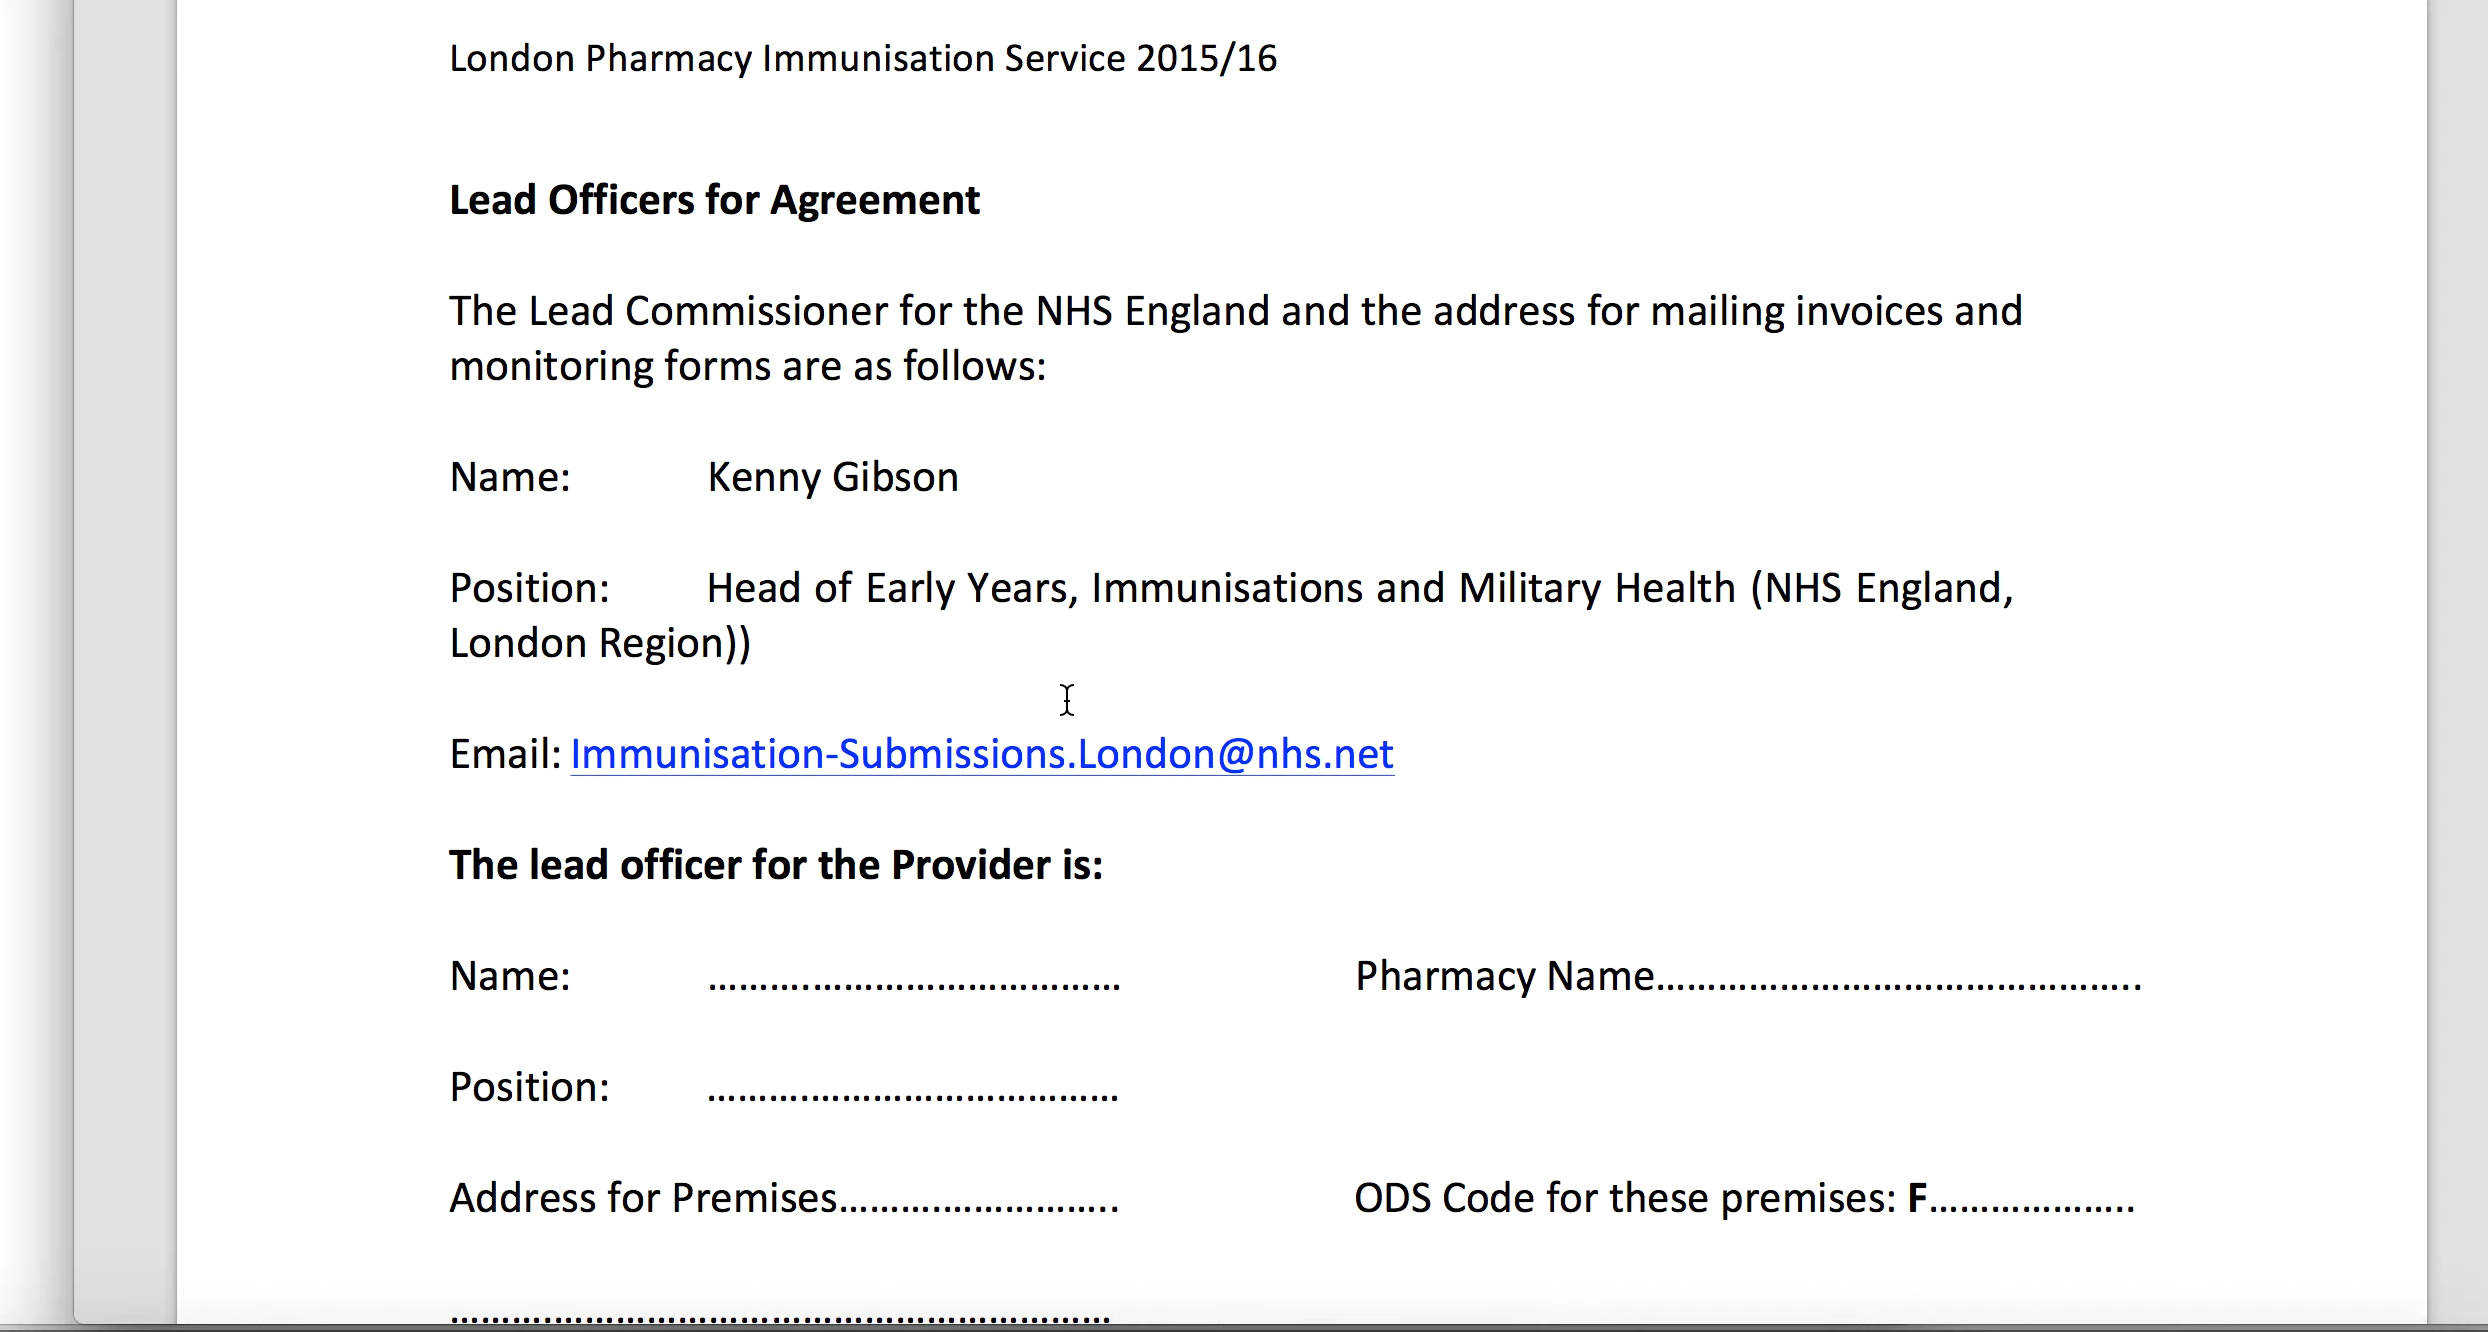 London Pharmacy Immunisation Service 2015/16
Lead Officers for Agreement
The Lead Commissioner for the NHS England and the address for mailing invoices and
monitoring forms are as follows:
Name: Kenny Gibson
Position: Head of Early Years, Immunisations and Military Health (NHS England,
London Region))
Email: Immunisation-Submissions.London@nhs.net
The lead officer for the Provider is:
Name: ........................................ Pharmacy Name..............................................
Position: ........................................
Address for Premises........................... ODS Code for these premises: F....................
................................................................